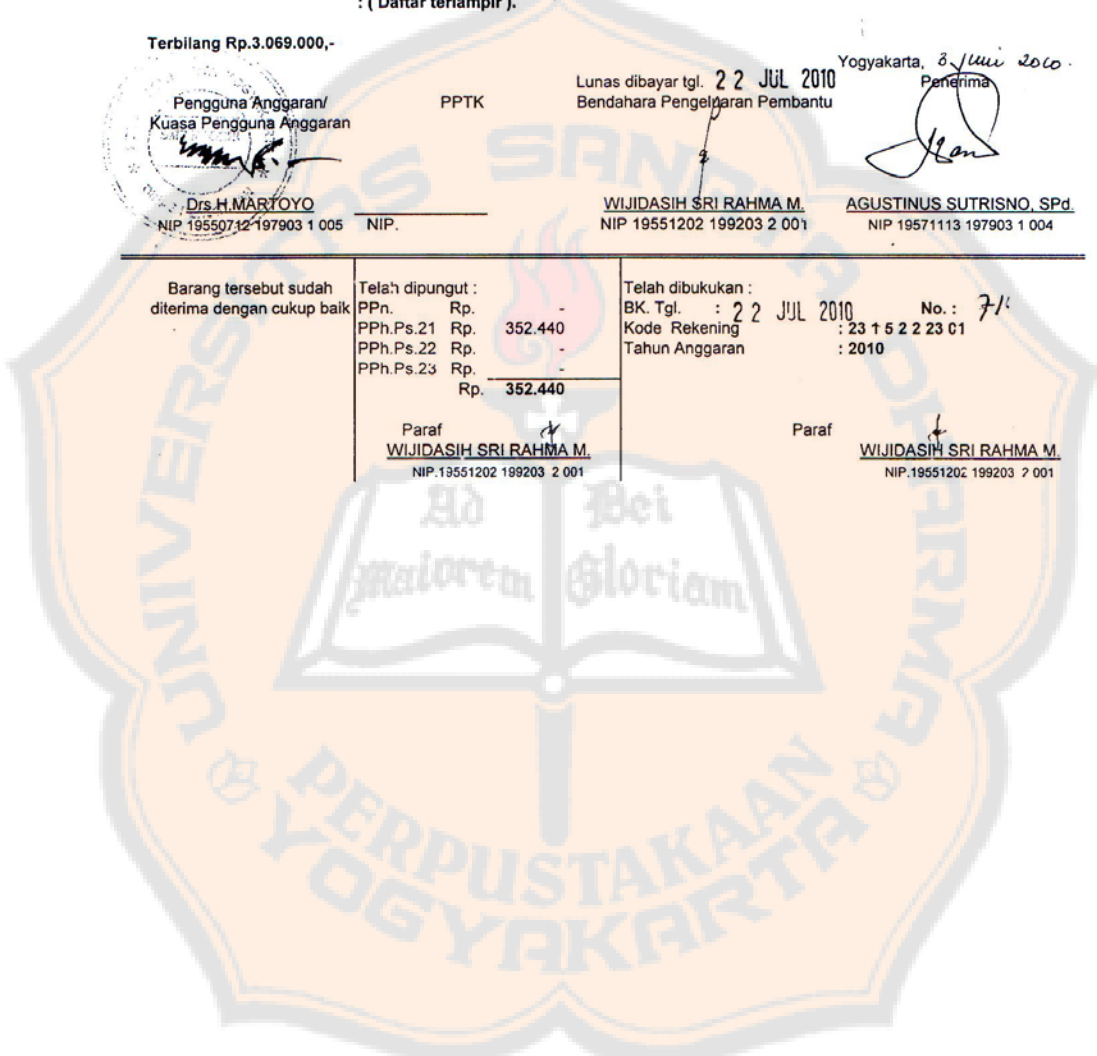 : ( Daftar terlampir ).
Terbilang Rp.3.069.000,-
Yogyakarta, 3 Juni 2010.
Penerima
Lunas dibayar tgl. 22 JUL 2010
Bendahara Pengeluaran Pembantu
PPTK
Pengguna Anggaran/
Kuasa Pengguna Anggaran
Drs.H.MARTOYO
NIP 19550712 197903 1 005
NIP.
WIJIDASIH SRI RAHMA M.
NIP 19551202 199203 2 001
AGUSTINUS SUTRISNO, SPd.
NIP 19571113 197903 1 004
Barang tersebut sudah
diterima dengan cukup baik
Telah dipungut :
PPn. Rp. -
PPh.Ps.21 Rp. 352.440
PPh.Ps.22 Rp. -
PPh.Ps.23 Rp. -
Rp. 352.440
Paraf
WIJIDASIH SRI RAHMA M.
NIP.19551202 199203 2 001
Telah dibukukan :
BK. Tgl. : 22 JUL 2010 No. :
Kode Rekening : 23 1 5 2 2 23 01
Tahun Anggaran : 2010
Paraf
WIJIDASIH SRI RAHMA M.
NIP.19551202 199203 2 001
UNIVERSITAS SANATA DHARMA
Ad Dei
Maiorem Gloriam
PERPUSTAKAAN
YOGYAKARTA